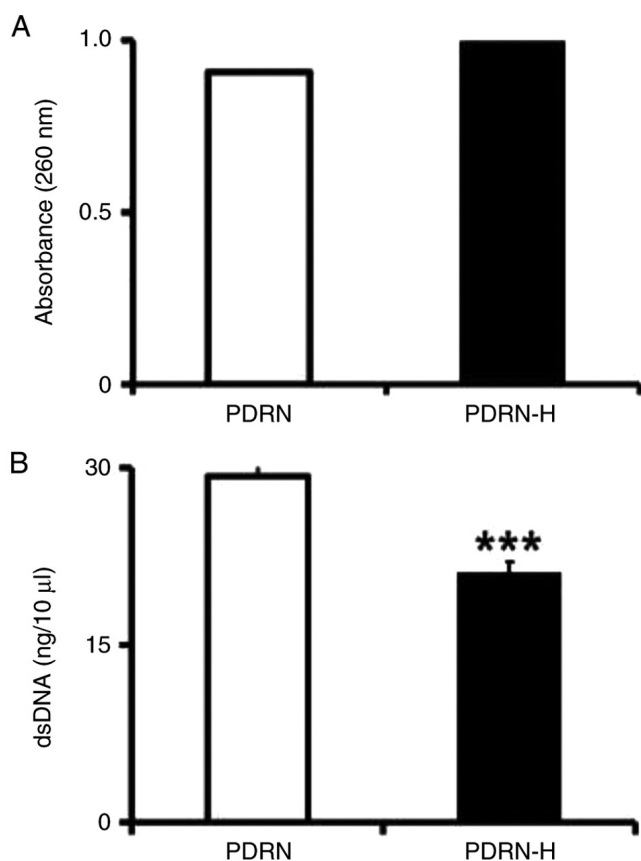 A
1.0
0.5
0
Absorbance (260 nm)
PDRN
PDRN-H
B
30
15
0
dsDNA (ng/10 µl)
***
PDRN
PDRN-H